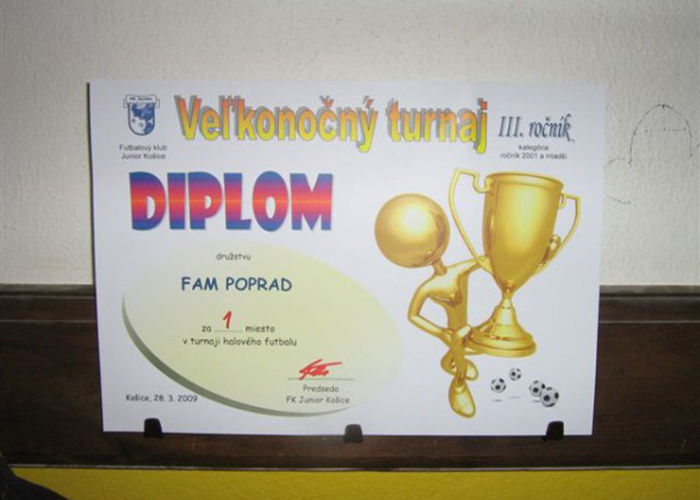 Veľkonočný turnaj
III. ročník
Futbalový klub
Junior Košice
kategória
ročník 2001 a mladší
DIPLOM
družstvu
FAM POPRAD
za 1 miesto
v turnaji halového futbalu
Predseda
FK Junior Košice
Košice, 28. 3. 2009